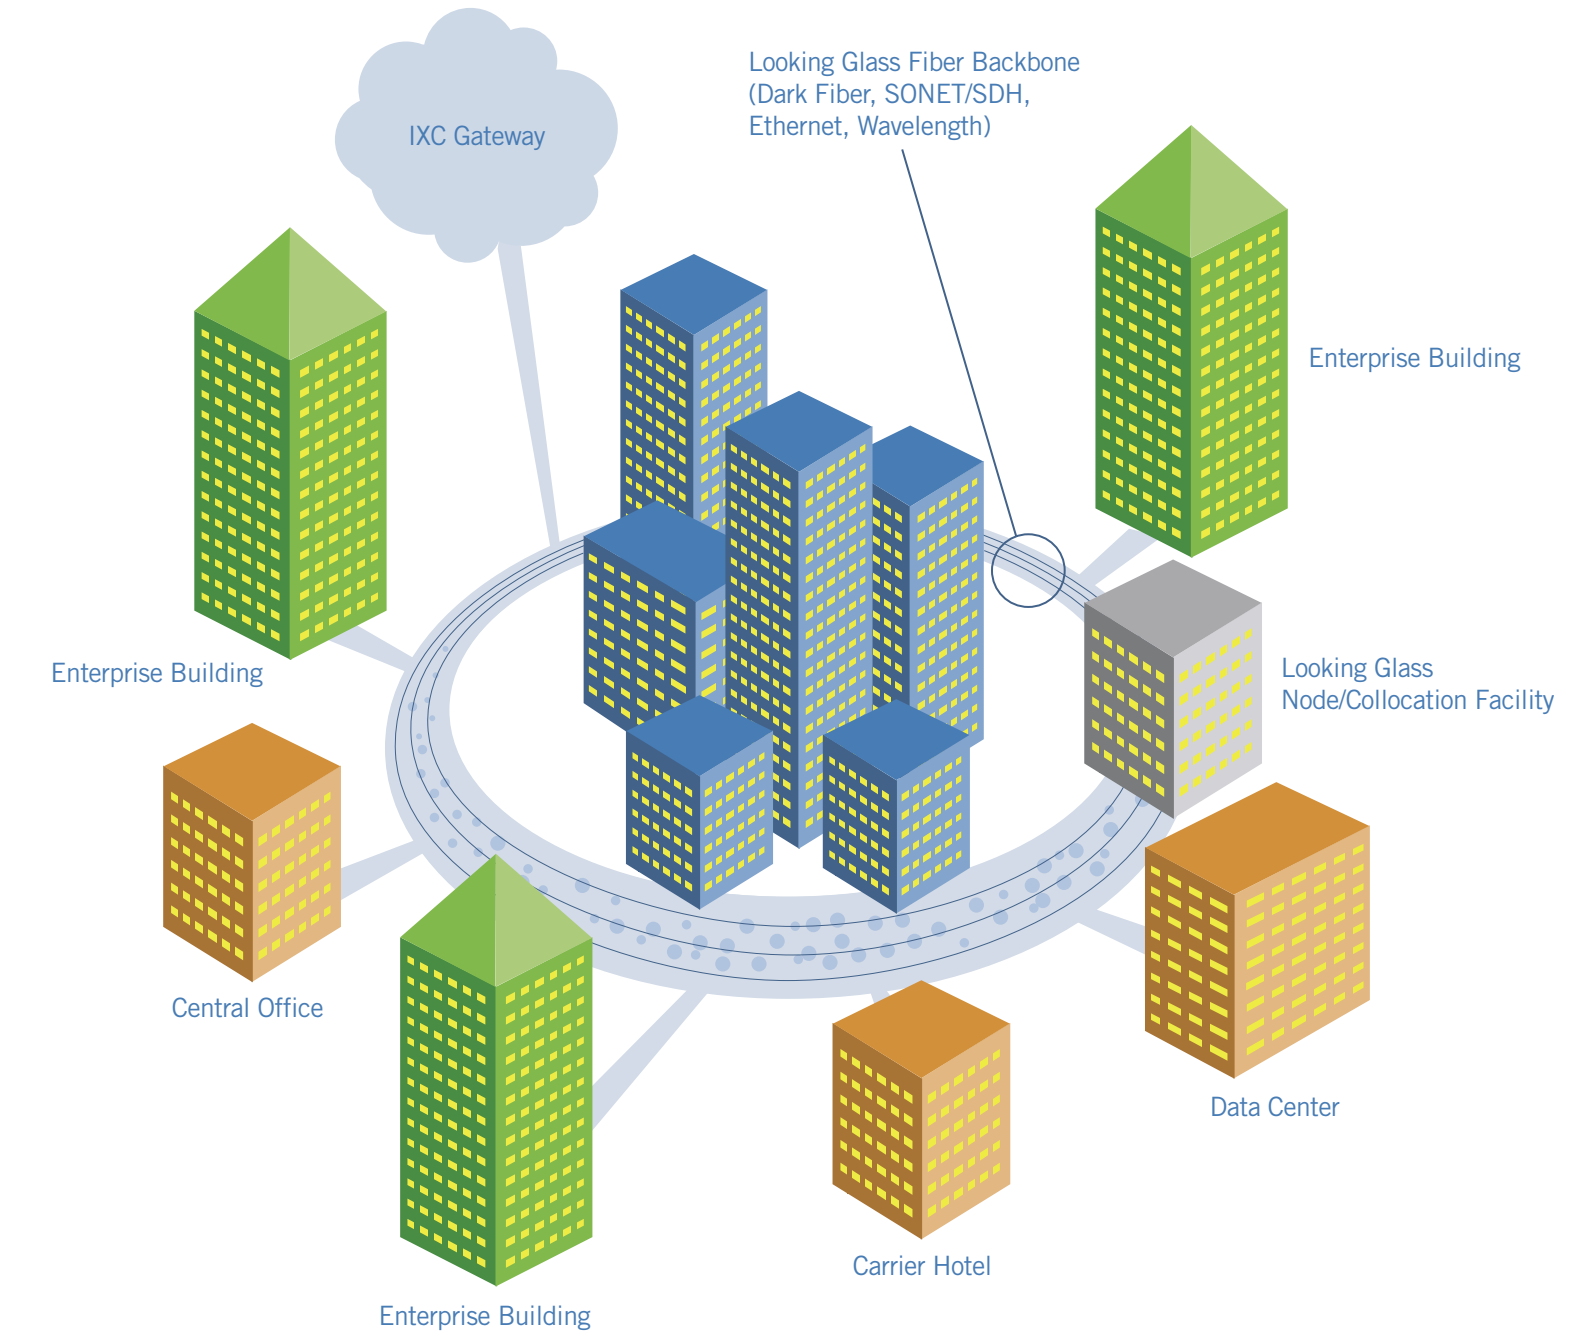 IXC Gateway
Looking Glass Fiber Backbone
(Dark Fiber, SONET/SDH,
Ethernet, Wavelength)
Enterprise Building
Enterprise Building
Looking Glass
Node/Collocation Facility
Central Office
Data Center
Carrier Hotel
Enterprise Building